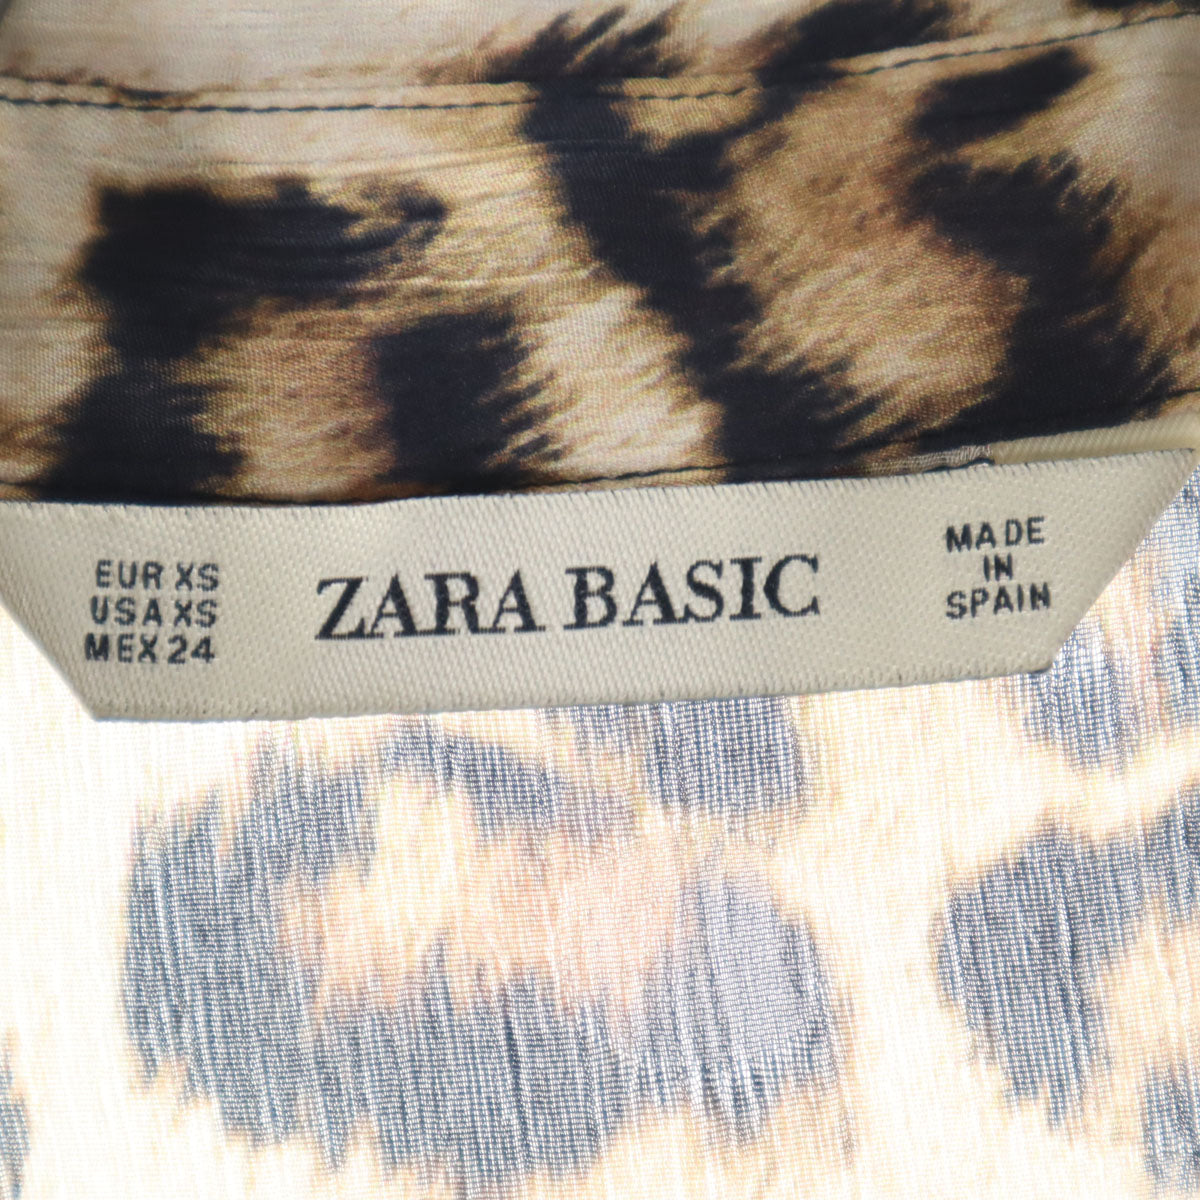 EUR XS
USA XS
MEX 24
ZARA BASIC
MADE
IN
SPAIN